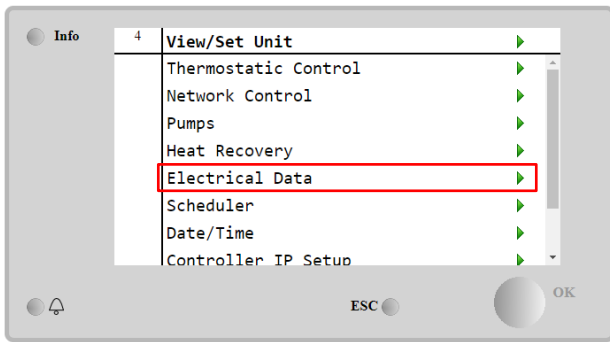 Info
4 View/Set Unit
Thermostatic Control
Network Control
Pumps
Heat Recovery
Electrical Data
Scheduler
Date/Time
Controller IP Setup
ESC
OK